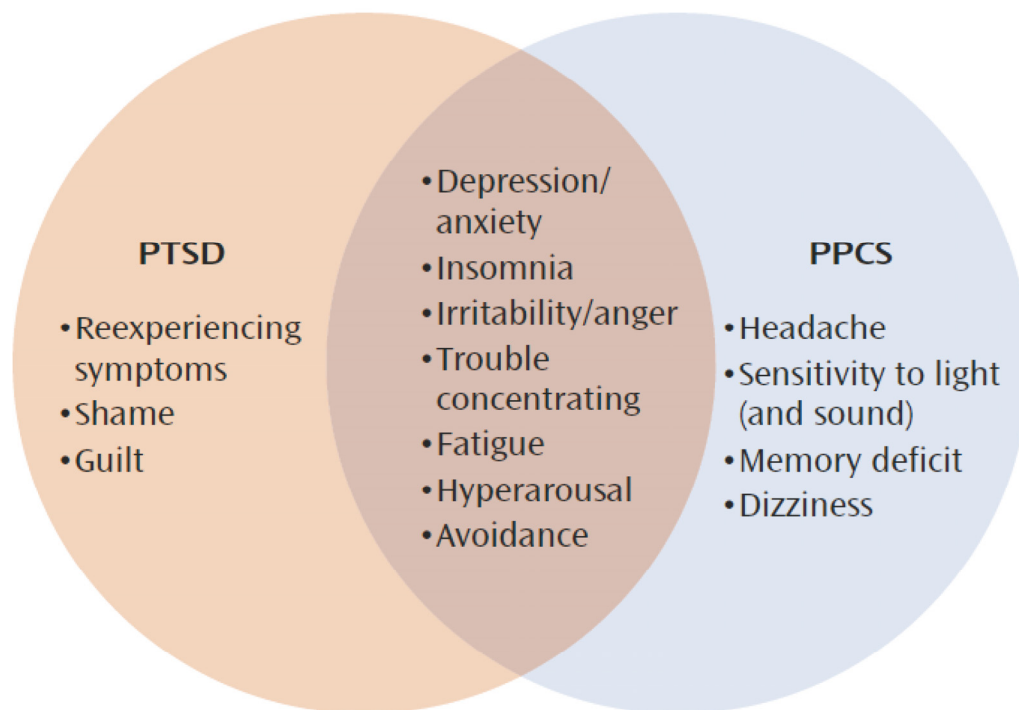 PTSD
• Reexperiencing
symptoms
• Shame
• Guilt
• Depression/
anxiety
• Insomnia
• Irritability/anger
• Trouble
concentrating
• Fatigue
• Hyperarousal
• Avoidance
PPCS
• Headache
• Sensitivity to light
(and sound)
• Memory deficit
• Dizziness